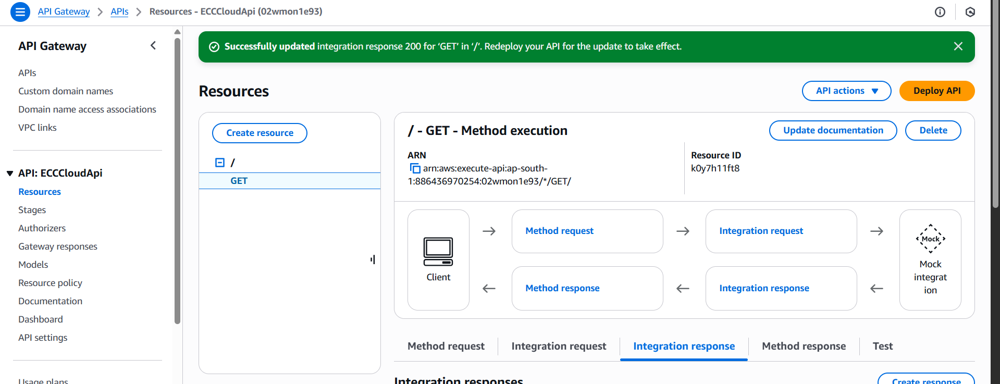 API Gateway > APIs > Resources - ECCCloudApi (02wmon1e93)
API Gateway
APIs
Custom domain names
Domain name access associations
VPC links
API: ECCCloudApi
Resources
Stages
Authorizers
Gateway responses
Models
Resource policy
Documentation
Dashboard
API settings
Usage plans
Successfully updated integration response 200 for ‘GET’ in ‘/’. Redeploy your API for the update to take effect.
Resources
API actions
Deploy API
Create resource
/
GET
/ - GET - Method execution
Update documentation
Delete
ARN
arn:aws:execute-api:ap-south-
1:886436970254:02wmon1e93/*/GET/
Resource ID
k0y7h11ft8
Client
Method request
Integration request
Method response
Integration response
Mock
Mock
integrat
ion
Method request
Integration request
Integration response
Method response
Test
Integration responses
Create response